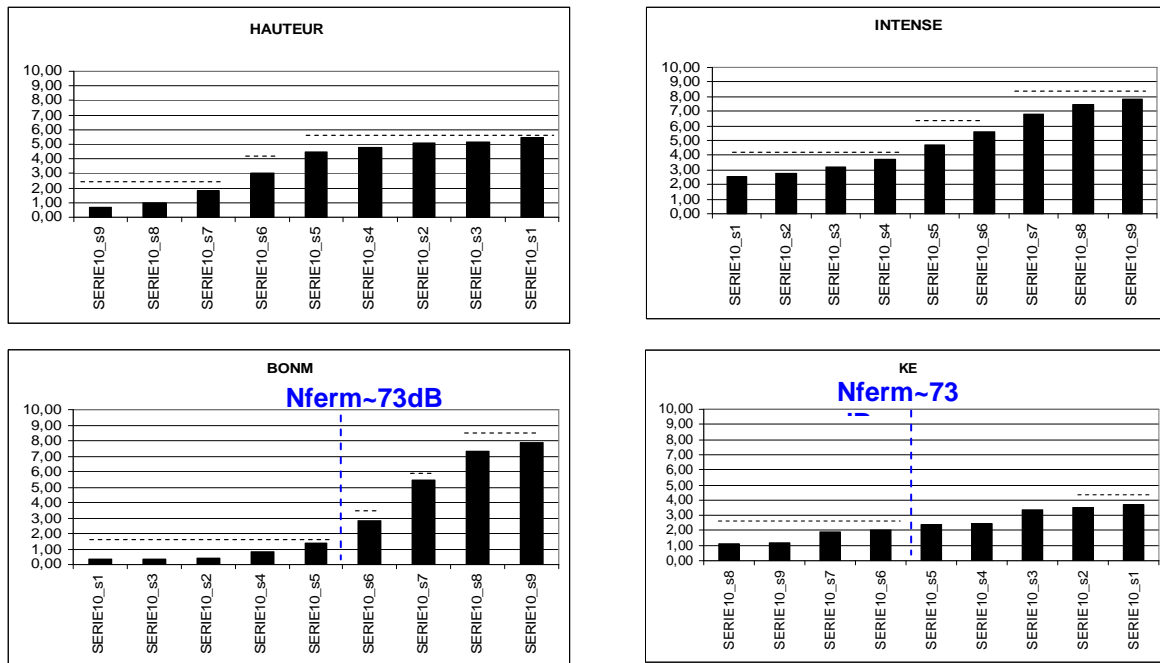 HAUTEUR
10,00
9,00
8,00
7,00
6,00
5,00
4,00
3,00
2,00
1,00
0,00
SERIE10_s9
SERIE10_s8
SERIE10_s7
SERIE10_s6
SERIE10_s5
SERIE10_s4
SERIE10_s2
SERIE10_s3
SERIE10_s1
INTENSE
10,00
9,00
8,00
7,00
6,00
5,00
4,00
3,00
2,00
1,00
0,00
SERIE10_s1
SERIE10_s2
SERIE10_s3
SERIE10_s4
SERIE10_s5
SERIE10_s6
SERIE10_s7
SERIE10_s8
SERIE10_s9
BONM
Nferm~73dB
10,00
9,00
8,00
7,00
6,00
5,00
4,00
3,00
2,00
1,00
0,00
SERIE10_s1
SERIE10_s3
SERIE10_s2
SERIE10_s4
SERIE10_s5
SERIE10_s6
SERIE10_s7
SERIE10_s8
SERIE10_s9
KE
Nferm~73
10,00
9,00
8,00
7,00
6,00
5,00
4,00
3,00
2,00
1,00
0,00
SERIE10_s8
SERIE10_s9
SERIE10_s7
SERIE10_s6
SERIE10_s5
SERIE10_s4
SERIE10_s3
SERIE10_s2
SERIE10_s1